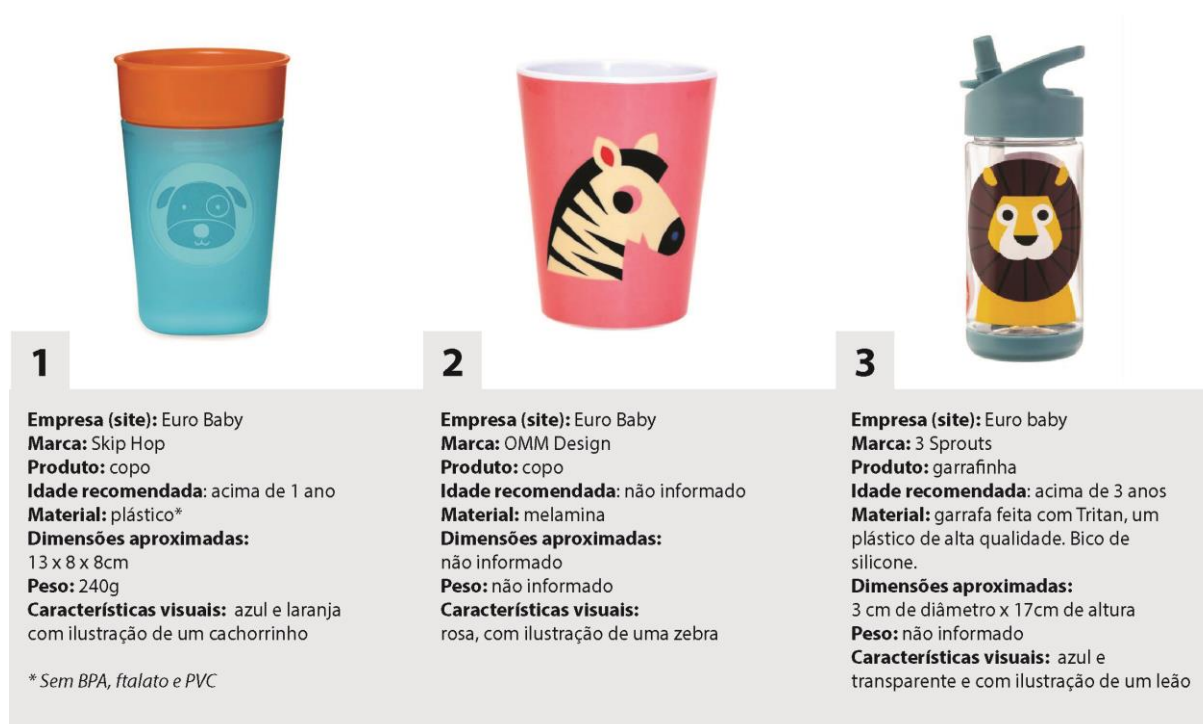 1
Empresa (site): Euro Baby
Marca: Skip Hop
Produto: copo
Idade recomendada: acima de 1 ano
Material: plástico*
Dimensões aproximadas:
13 x 8 x 8cm
Peso: 240g
Características visuais: azul e laranja
com ilustração de um cachorrinho
* Sem BPA, ftalato e PVC
2
Empresa (site): Euro Baby
Marca: OMM Design
Produto: copo
Idade recomendada: não informado
Material: melamina
Dimensões aproximadas:
não informado
Peso: não informado
Características visuais:
rosa, com ilustração de uma zebra
3
Empresa (site): Euro baby
Marca: 3 Sprouts
Produto: garrafinha
Idade recomendada: acima de 3 anos
Material: garrafa feita com Tritan, um
plástico de alta qualidade. Bico de
silicone.
Dimensões aproximadas:
3 cm de diâmetro x 17cm de altura
Peso: não informado
Características visuais: azul e
transparente e com ilustração de um leão